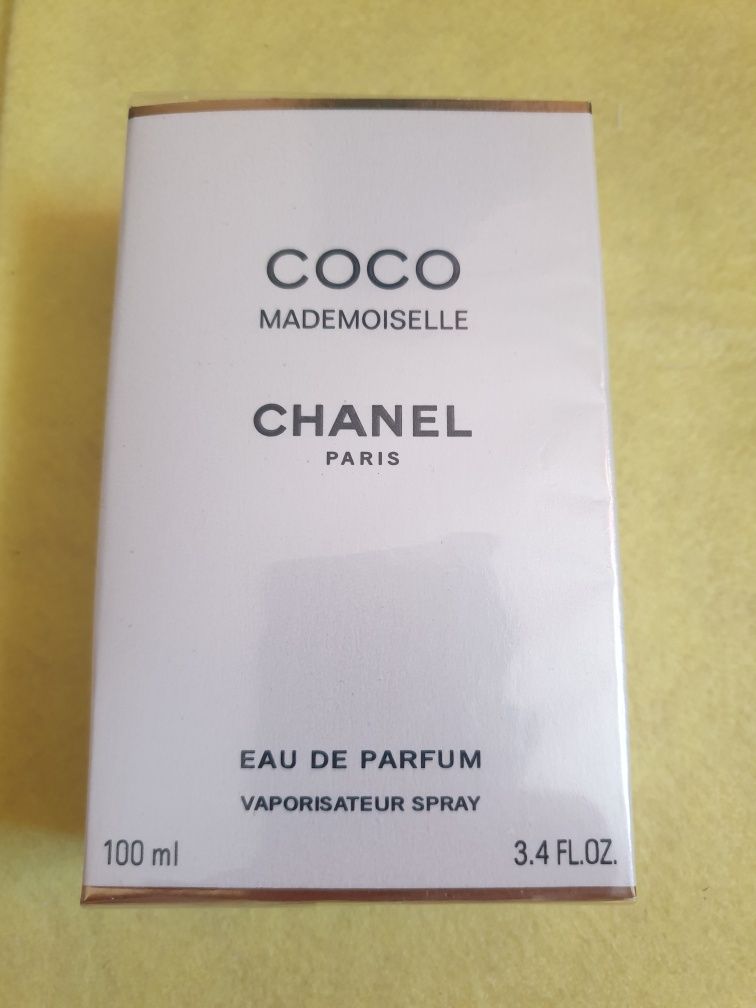 COCO
MADEMOISELLE
CHANEL
PARIS
EAU DE PARFUM
VAPORISATEUR SPRAY
100 ml 3.4 FL.OZ.